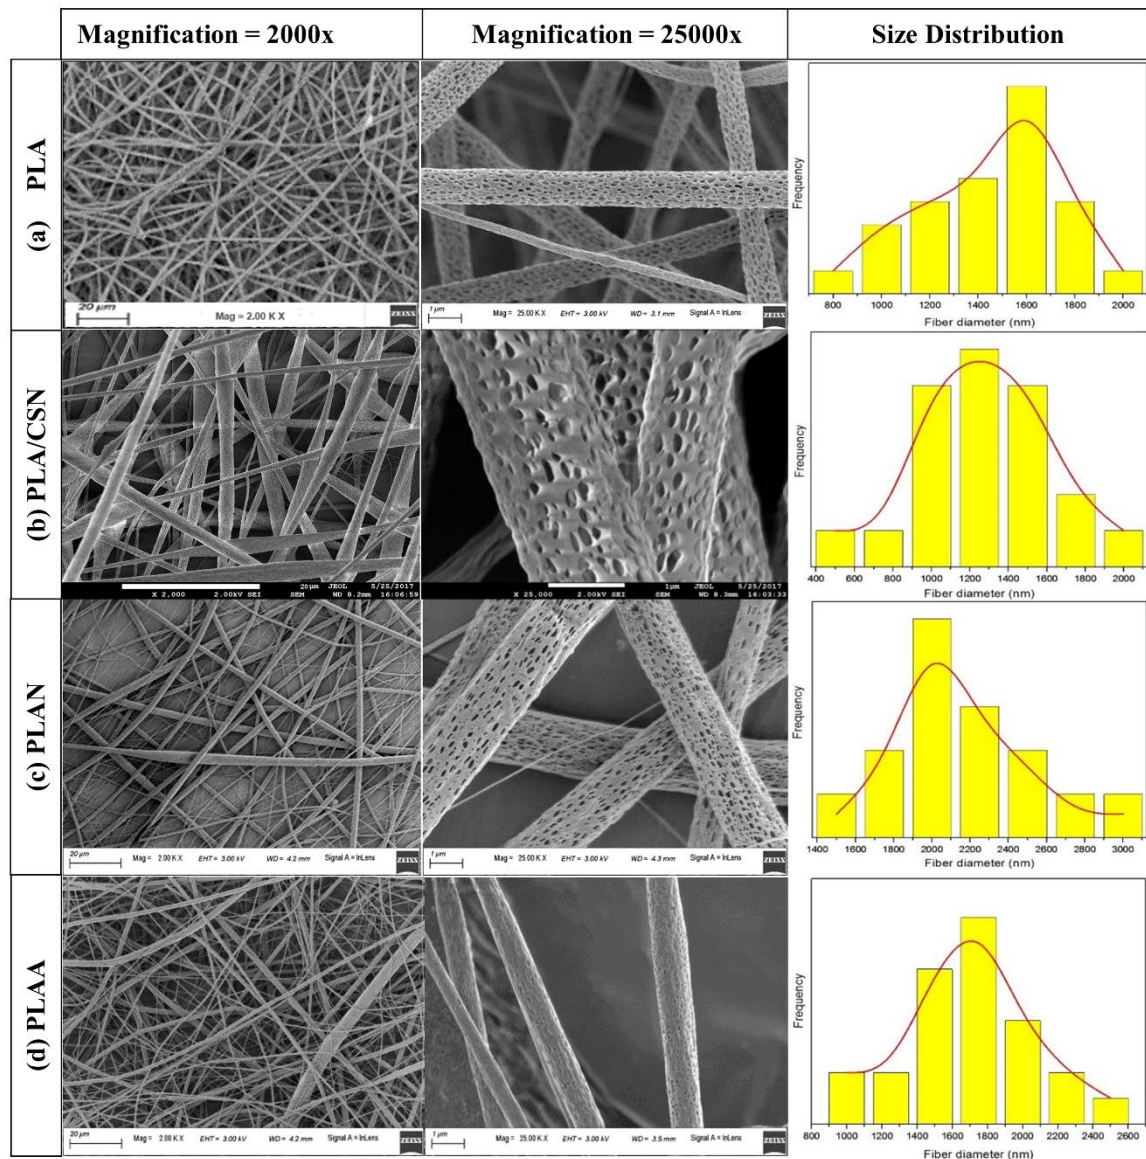 Magnification = 2000x
Magnification = 25000x
Size Distribution
(a) PLA
20 µm
Mag = 2.00 K X
ZEISS
1 µm
Mag = 25.00 K X EHT = 3.00 kV WD = 3.1 mm Signal A = InLens
ZEISS
Frequency
800 1000 1200 1400 1600 1800 2000
Fiber diameter (nm)
(b) PLA/CSN
20µm JEOL 5/25/2017
X 2,000 2.00kV SEI SEM WD 8.2mm 16:06:59
1µm JEOL 5/25/2017
X 25,000 2.00kV SEI SEM WD 8.3mm 16:03:33
Frequency
400 600 800 1000 1200 1400 1600 1800 2000
Fiber diameter (nm)
(c) PLAN
20 µm
Mag = 2.00 K X EHT = 3.00 kV WD = 4.2 mm Signal A = InLens
ZEISS
1 µm
Mag = 25.00 K X EHT = 3.00 kV WD = 4.3 mm Signal A = InLens
ZEISS
Frequency
1400 1600 1800 2000 2200 2400 2600 2800 3000
Fiber diameter (nm)
(d) PLAA
20 µm
Mag = 2.00 K X EHT = 3.00 kV WD = 4.2 mm Signal A = InLens
ZEISS
1 µm
Mag = 25.00 K X EHT = 3.00 kV WD = 3.5 mm Signal A = InLens
ZEISS
Frequency
800 1000 1200 1400 1600 1800 2000 2200 2400 2600
Fiber diameter (nm)